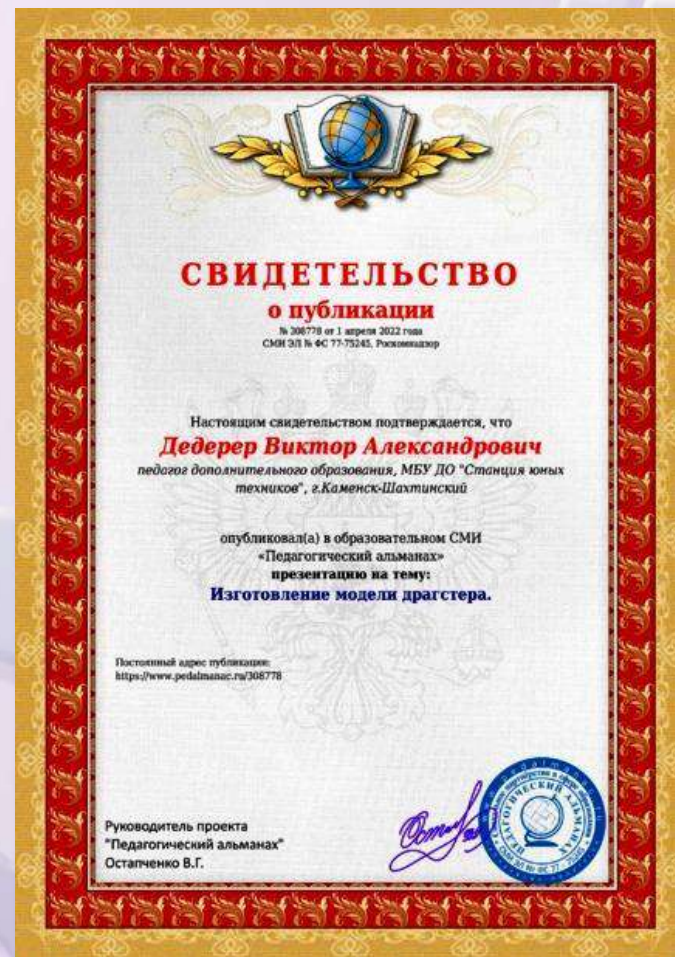 СВИДЕТЕЛЬСТВО
о публикации
№ 308778 от 1 апреля 2022 года
СМИ ЭЛ № ФС 77-75245, Роскомнадзор
Настоящим свидетельством подтверждается, что
Дедерер Виктор Александрович
педагог дополнительного образования, МБУ ДО "Станция юных
техников", г.Каменск-Шахтинский
опубликовал(а) в образовательном СМИ
«Педагогический альманах»
презентацию на тему:
Изготовление модели драгстера.
Постоянный адрес публикации:
https://www.pedalmanac.ru/308778
Руководитель проекта
"Педагогический альманах"
Остапченко В.Г.
ПЕДАГОГИЧЕСКИЙ АЛЬМАНАХ